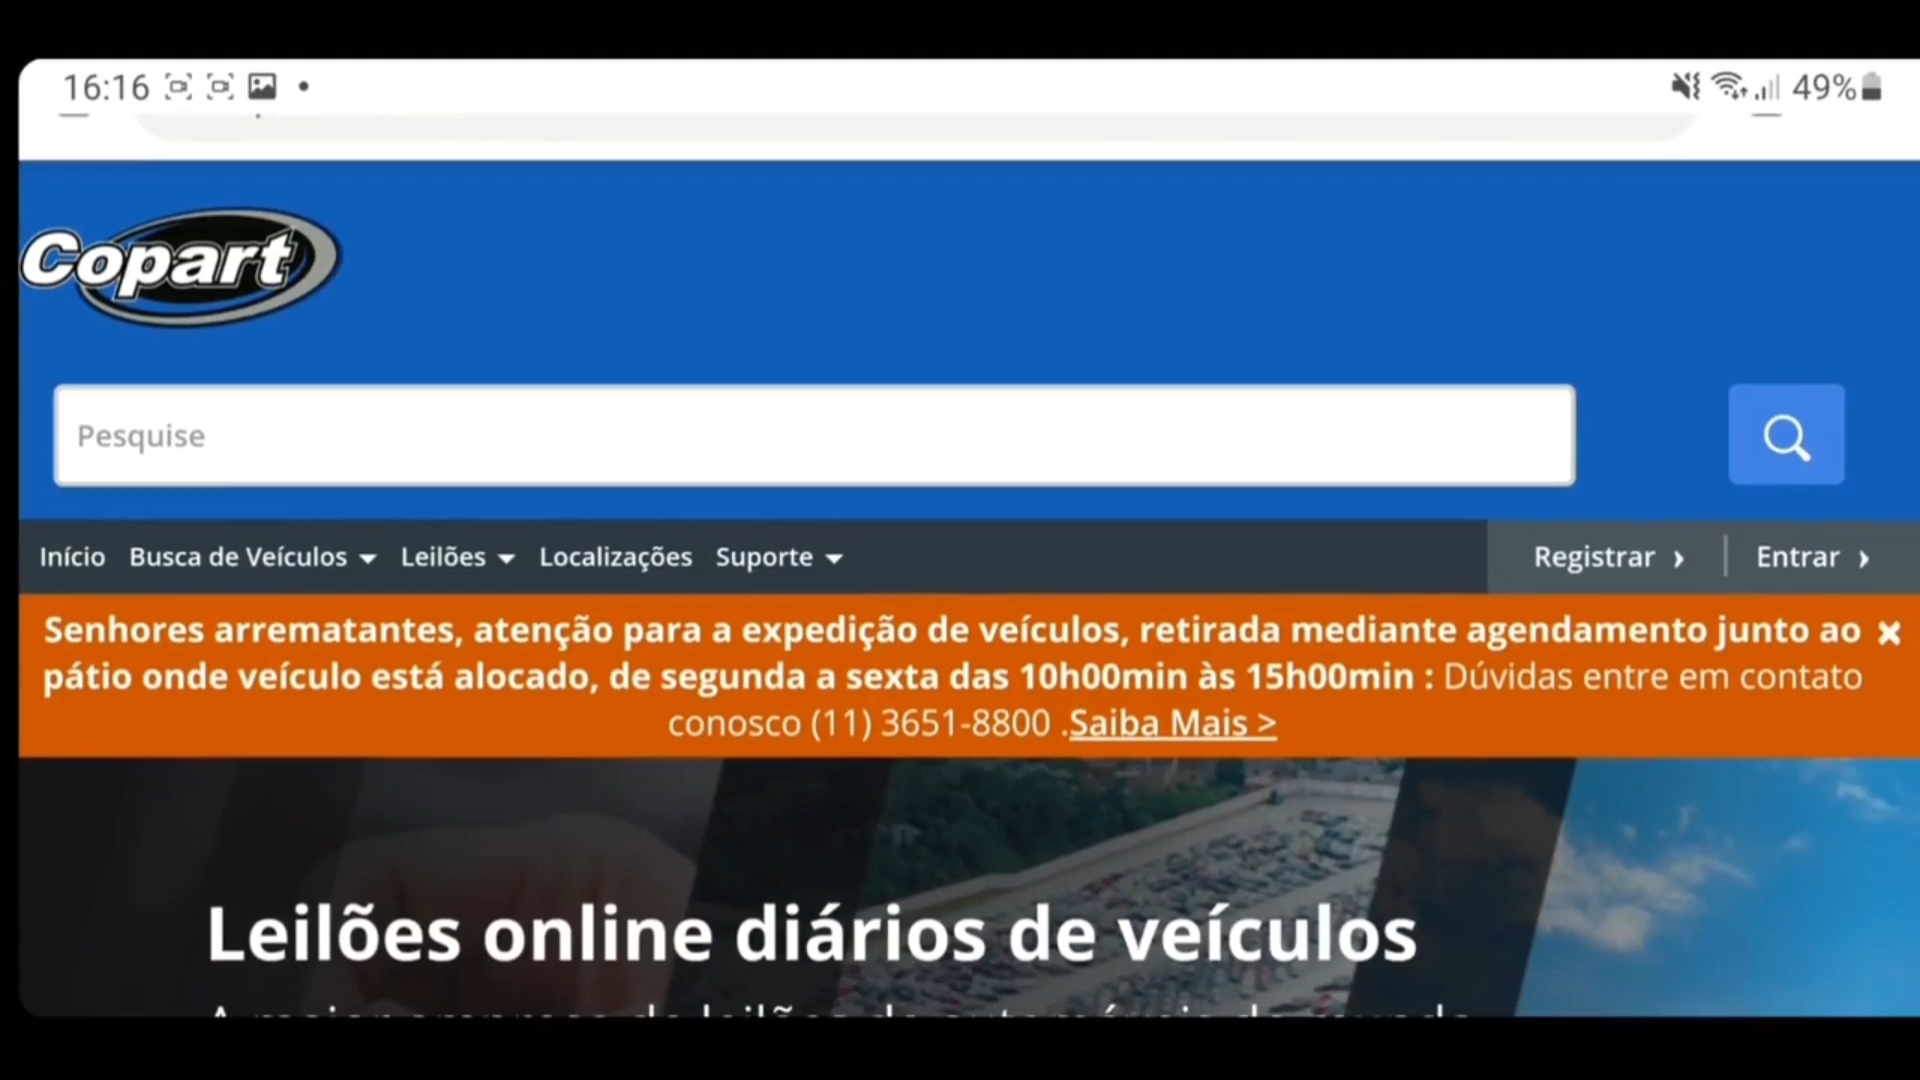 16:16
49%
Copart
Pesquise
Início Busca de Veículos Leilões Localizações Suporte Registrar › Entrar ›
Senhores arrematantes, atenção para a expedição de veículos, retirada mediante agendamento junto ao ×
pátio onde veículo está alocado, de segunda a sexta das 10h00min às 15h00min : Dúvidas entre em contato
conosco (11) 3651-8800 .Saiba Mais >
Leilões online diários de veículos